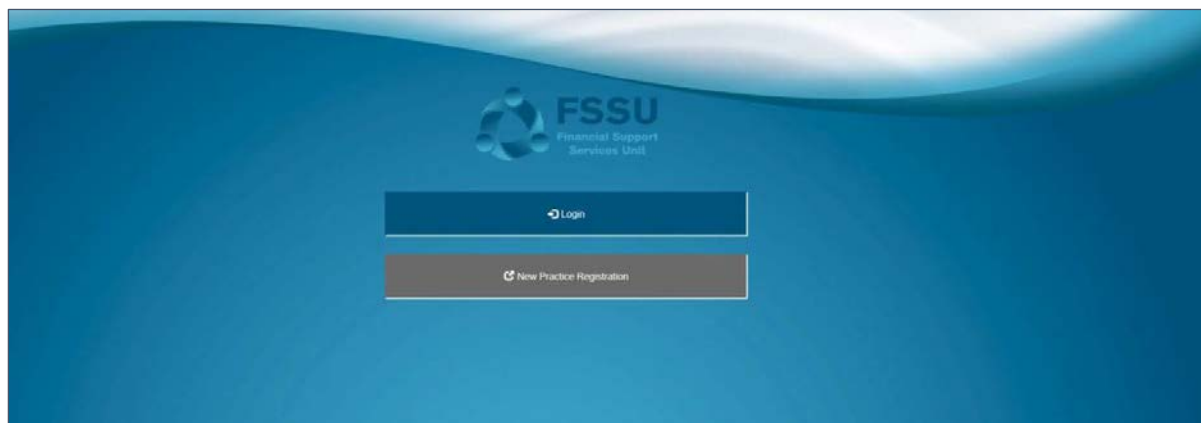 FSSU
Financial Support
Services Unit
Login
New Practice Registration